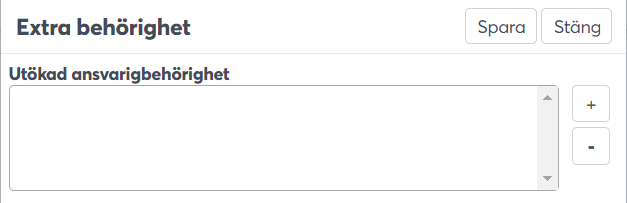 Extra behörighet
Spara
Stäng
Utökad ansvarigbehörighet
+
-